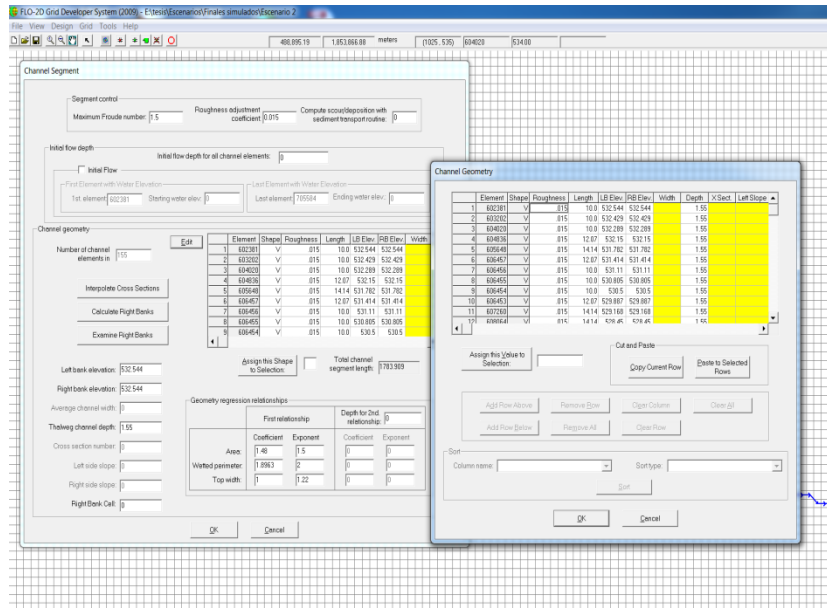 FLO-2D Grid Developer System (2009) - E:\tesis\Escenarios\Finales simulados\Escenario 2
File View Design Grid Tools Help
488,895.19 1,853,866.88 meters (1025 , 535) 604020 534.00
Channel Segment
Segment control
Maximum Froude number: 1.5
Roughness adjustment coefficient 0.015
Compute scour/deposition with sediment transport routine: 0
Initial flow depth
Initial flow depth for all channel elements: 0
Initial Flow
First Element with Water Elevation
1st. element: 602381 Starting water elev.: 0
Last Element with Water Elevation
Last element: 705504 Ending water elev.: 0
Channel geometry
Number of channel elements in 155
Edit
Interpolate Cross Sections
Calculate Right Banks
Examine Right Banks
Element Shape Roughness Length LB Elev. RB Elev. Width
1 602381 V .015 10.0 532.544 532.544
2 603202 V .015 10.0 532.429 532.429
3 604020 V .015 10.0 532.289 532.289
4 604836 V .015 12.07 532.15 532.15
5 605648 V .015 14.14 531.782 531.782
6 606457 V .015 12.07 531.414 531.414
7 606456 V .015 10.0 531.11 531.11
8 606455 V .015 10.0 530.805 530.805
9 606454 V .015 10.0 530.5 530.5
Assign this Shape to Selection:
Total channel segment length: 1783.909
Left bank elevation: 532.544
Right bank elevation: 532.544
Average channel width: 0
Thalweg channel depth: 1.55
Cross section number: 0
Left side slope: 0
Right side slope: 0
Right Bank Cell: 0
Geometry regression relationships
First relationship
Depth for 2nd. relationship: 0
Coefficient Exponent Coefficient Exponent
Area: 1.48 1.5 0 0
Wetted perimeter: 1.8963 2 0 0
Top width: 1 1.22 0 0
OK Cancel
Channel Geometry
Element Shape Roughness Length LB Elev. RB Elev. Width Depth X Sect. Left Slope
1 602381 V .015 10.0 532.544 532.544 1.55
2 603202 V .015 10.0 532.429 532.429 1.55
3 604020 V .015 10.0 532.289 532.289 1.55
4 604836 V .015 12.07 532.15 532.15 1.55
5 605648 V .015 14.14 531.782 531.782 1.55
6 606457 V .015 12.07 531.414 531.414 1.55
7 606456 V .015 10.0 531.11 531.11 1.55
8 606455 V .015 10.0 530.805 530.805 1.55
9 606454 V .015 10.0 530.5 530.5 1.55
10 606453 V .015 12.07 529.887 529.887 1.55
11 607260 V .015 14.14 529.168 529.168 1.55
12 608064 V .015 14.14 528.45 528.45 1.55
Assign this Value to Selection:
Cut and Paste
Copy Current Row
Paste to Selected Rows
Add Row Above Remove Row Clear Column Clear All
Add Row Below Remove All Clear Row
Sort
Column name: Sort type:
Sort
OK Cancel